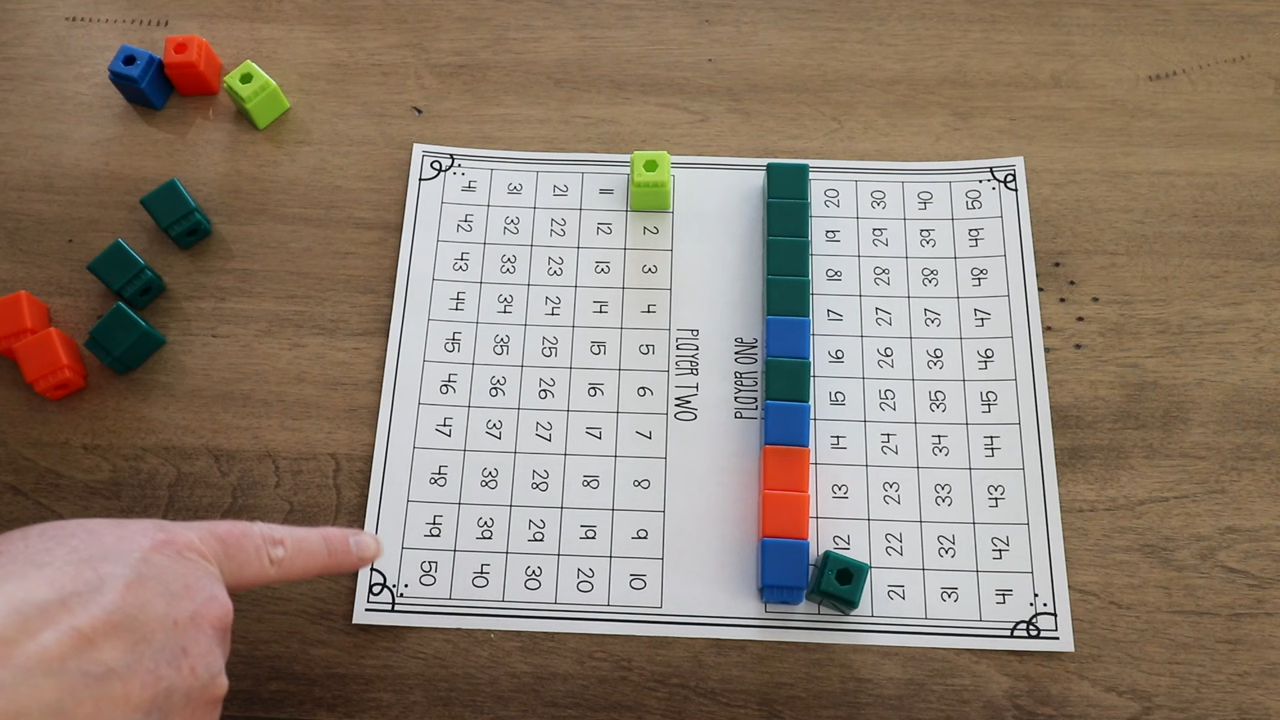 PLAYER TWO
2 3 4 5 6 7 8 9 10
11 12 13 14 15 16 17 18 19 20
21 22 23 24 25 26 27 28 29 30
31 32 33 34 35 36 37 38 39 40
41 42 43 44 45 46 47 48 49 50
PLAYER ONE
12 13 14 15 16 17 18 19 20
21 22 23 24 25 26 27 28 29 30
31 32 33 34 35 36 37 38 39 40
41 42 43 44 45 46 47 48 49 50